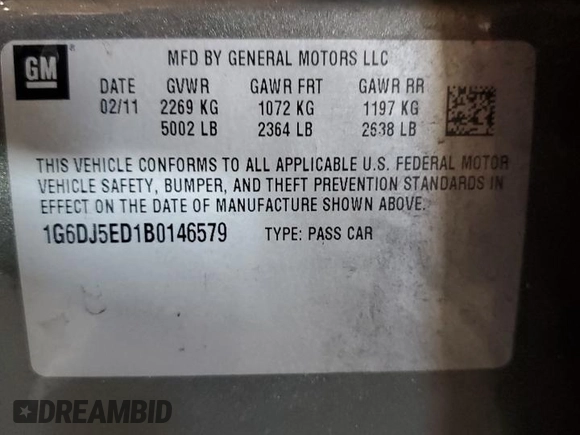 GM
MFD BY GENERAL MOTORS LLC
DATE GVWR GAWR FRT GAWR RR
02/11 2269 KG 1072 KG 1197 KG
5002 LB 2364 LB 2638 LB
THIS VEHICLE CONFORMS TO ALL APPLICABLE U.S. FEDERAL MOTOR
VEHICLE SAFETY, BUMPER, AND THEFT PREVENTION STANDARDS IN
EFFECT ON THE DATE OF MANUFACTURE SHOWN ABOVE.
1G6DJ5ED1B0146579 TYPE: PASS CAR
DREAMBID